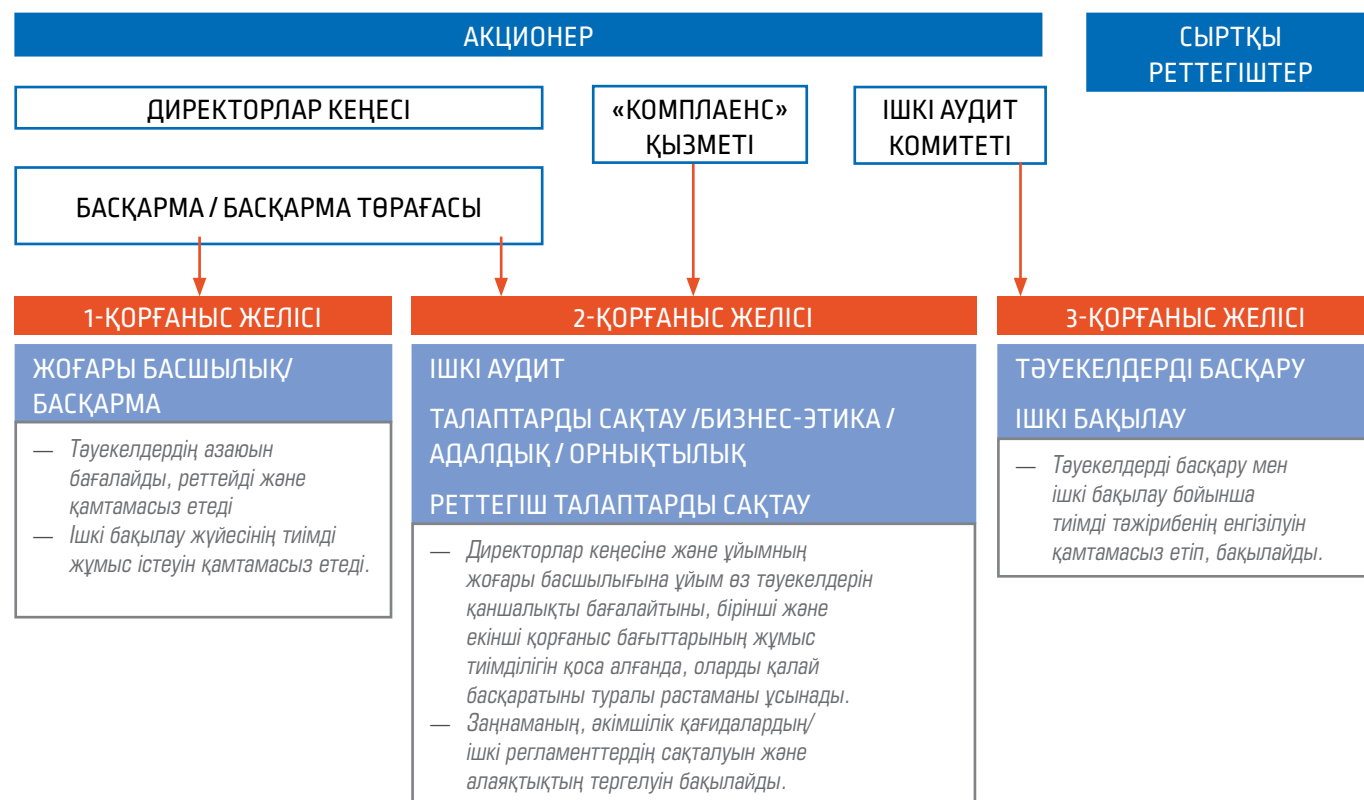 АКЦИОНЕР
СЫРТҚЫ
РЕТТЕГІШТЕР
ДИРЕКТОРЛАР КЕҢЕСІ
«КОМПЛАЕНС»
ҚЫЗМЕТІ
ІШКІ АУДИТ
КОМИТЕТІ
БАСҚАРМА / БАСҚАРМА ТӨРАҒАСЫ
1-ҚОРҒАНЫС ЖЕЛІСІ
ЖОҒАРЫ БАСШЫЛЫҚ/
БАСҚАРМА
— Тәуекелдердің азаюын
бағалайды, реттейді және
қамтамасыз етеді
— Ішкі бақылау жүйесінің тиімді
жұмыс істеуін қамтамасыз етеді.
2-ҚОРҒАНЫС ЖЕЛІСІ
ІШКІ АУДИТ
ТАЛАПТАРДЫ САҚТАУ /БИЗНЕС-ЭТИКА /
АДАЛДЫҚ / ОРНЫҚТЫЛЫҚ
РЕТТЕГІШ ТАЛАПТАРДЫ САҚТАУ
— Директорлар кеңесіне және ұйымның
жоғары басшылығына ұйым өз тәуекелдерін
қаншалықты бағалайтыны, бірінші және
екінші қорғаныс бағыттарының жұмыс
тиімділігін қоса алғанда, оларды қалай
басқаратыны туралы растаманы ұсынады.
— Заңнаманың, әкімшілік қағидалардың/
ішкі регламенттердің сақталуын және
алаяқтықтың тергелуін бақылайды.
3-ҚОРҒАНЫС ЖЕЛІСІ
ТӘУЕКЕЛДЕРДІ БАСҚАРУ
ІШКІ БАҚЫЛАУ
— Тәуекелдерді басқару мен
ішкі бақылау бойынша
тиімді тәжірибенің енгізілуін
қамтамасыз етіп, бақылайды.